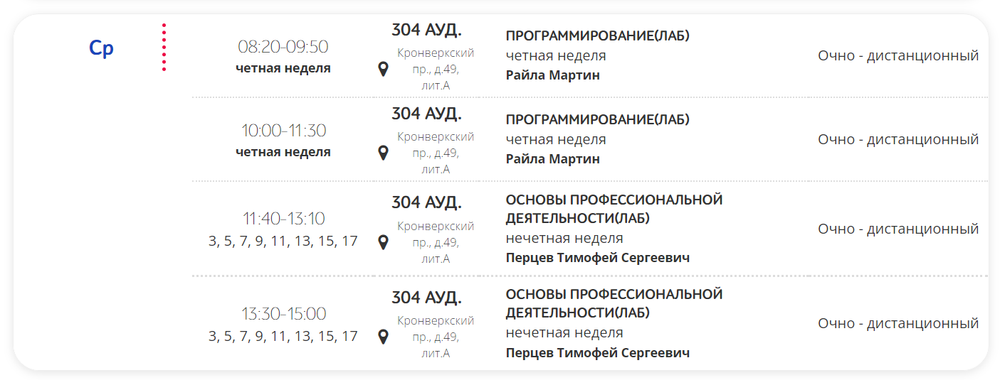 Ср
08:20-09:50
четная неделя
304 АУД.
Кронверкский
пр., д.49,
лит.А
ПРОГРАММИРОВАНИЕ(ЛАБ)
четная неделя
Райла Мартин
Очно - дистанционный
10:00-11:30
четная неделя
304 АУД.
Кронверкский
пр., д.49,
лит.А
ПРОГРАММИРОВАНИЕ(ЛАБ)
четная неделя
Райла Мартин
Очно - дистанционный
11:40-13:10
3, 5, 7, 9, 11, 13, 15, 17
304 АУД.
Кронверкский
пр., д.49,
лит.А
ОСНОВЫ ПРОФЕССИОНАЛЬНОЙ
ДЕЯТЕЛЬНОСТИ(ЛАБ)
нечетная неделя
Перцев Тимофей Сергеевич
Очно - дистанционный
13:30-15:00
3, 5, 7, 9, 11, 13, 15, 17
304 АУД.
Кронверкский
пр., д.49,
лит.А
ОСНОВЫ ПРОФЕССИОНАЛЬНОЙ
ДЕЯТЕЛЬНОСТИ(ЛАБ)
нечетная неделя
Перцев Тимофей Сергеевич
Очно - дистанционный